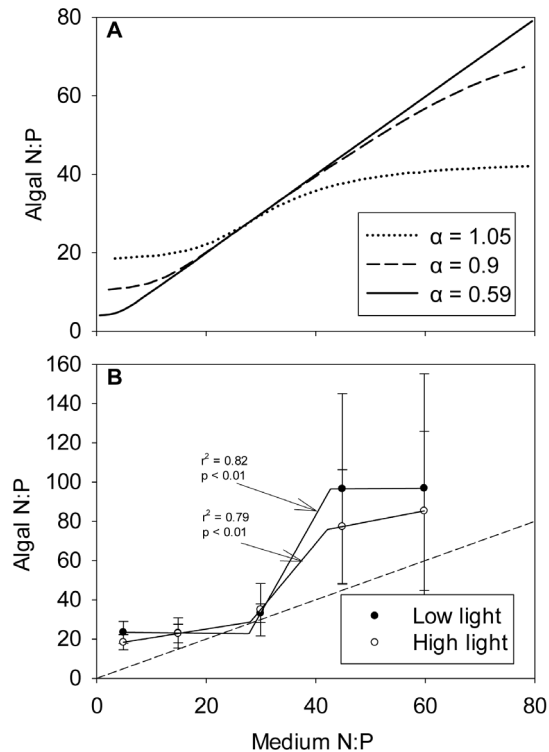 A
80
60
40
20
0
Algal N:P
α = 1.05
α = 0.9
α = 0.59
B
160
140
120
100
80
60
40
20
0
Algal N:P
r² = 0.82
p < 0.01
r² = 0.79
p < 0.01
Low light
High light
0 20 40 60 80
Medium N:P